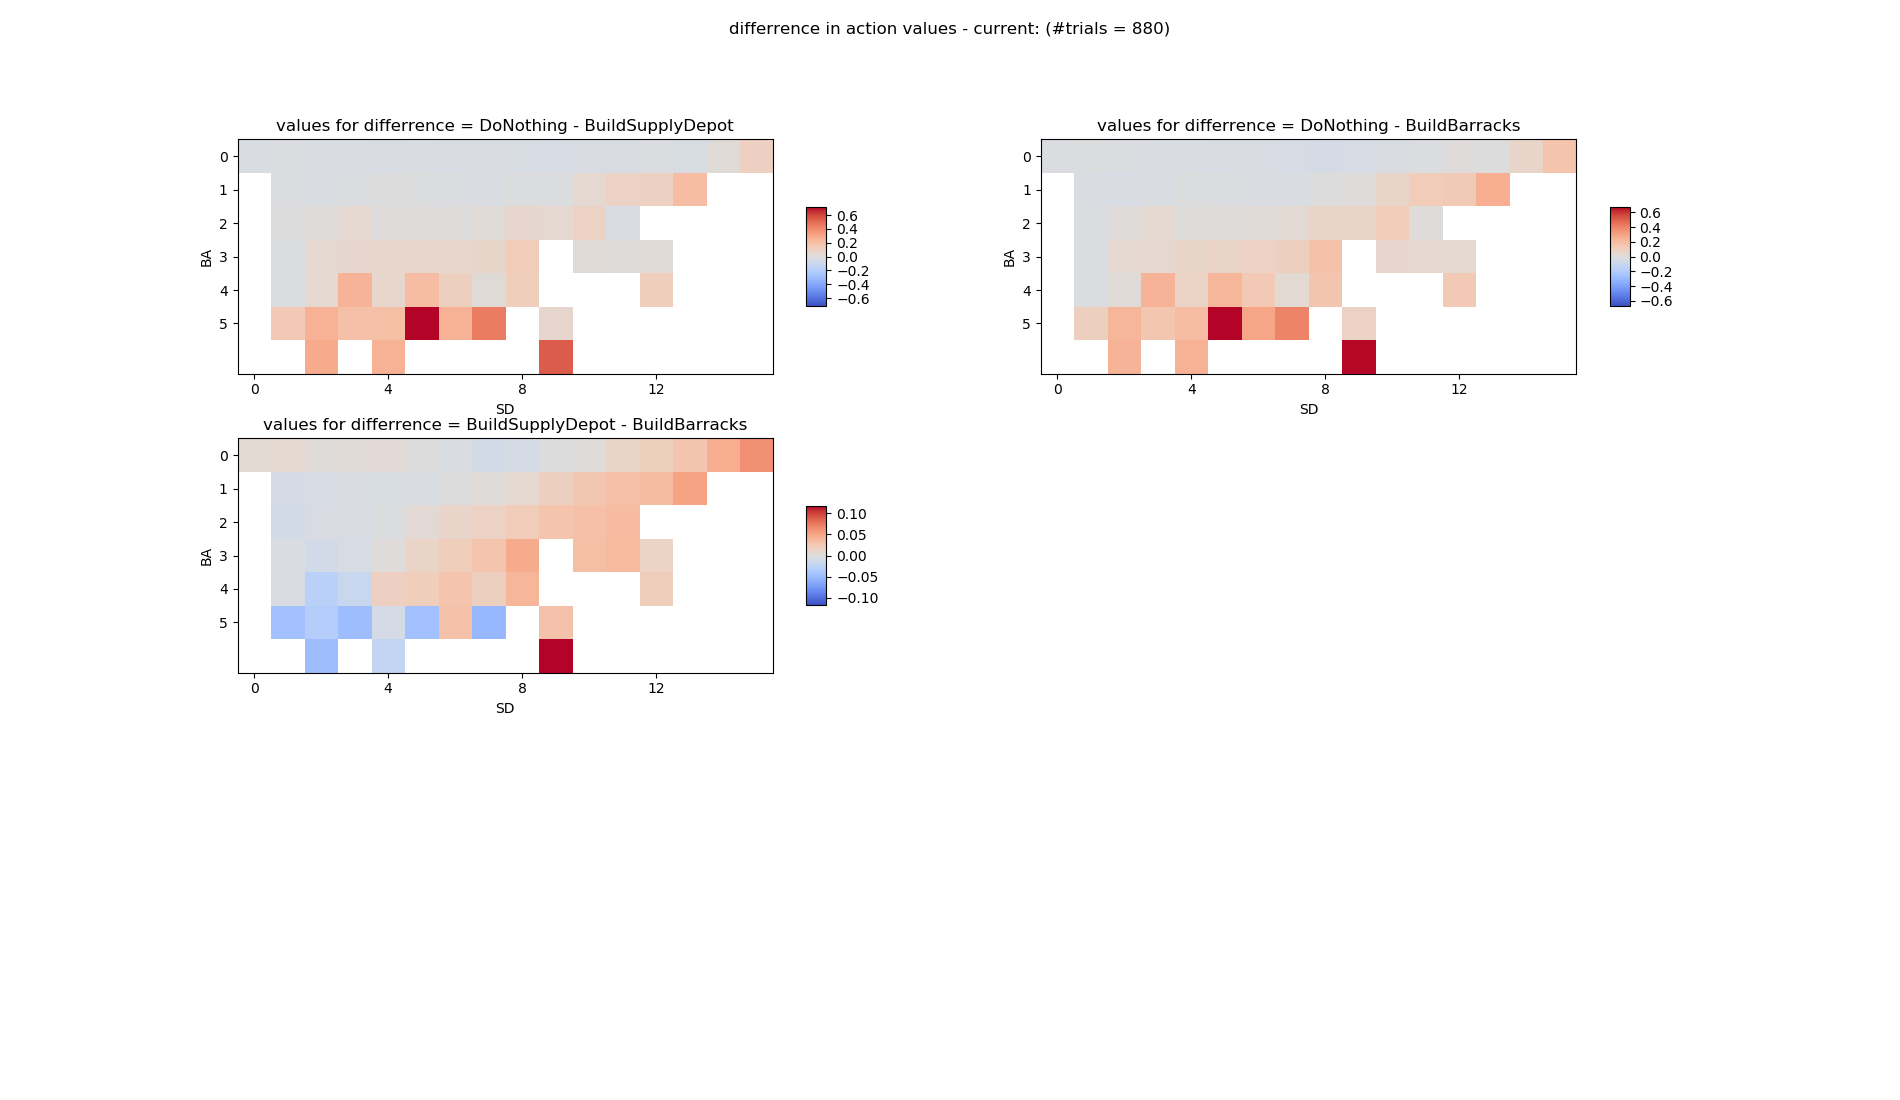 differrence in action values - current: (#trials = 880)
values for differrence = DoNothing - BuildSupplyDepot
0
1
2
3
4
5
BA
0 4 8 12
SD
0.6
0.4
0.2
0.0
−0.2
−0.4
−0.6
values for differrence = DoNothing - BuildBarracks
0
1
2
3
4
5
BA
0 4 8 12
SD
0.6
0.4
0.2
0.0
−0.2
−0.4
−0.6
values for differrence = BuildSupplyDepot - BuildBarracks
0
1
2
3
4
5
BA
0 4 8 12
SD
0.10
0.05
0.00
−0.05
−0.10